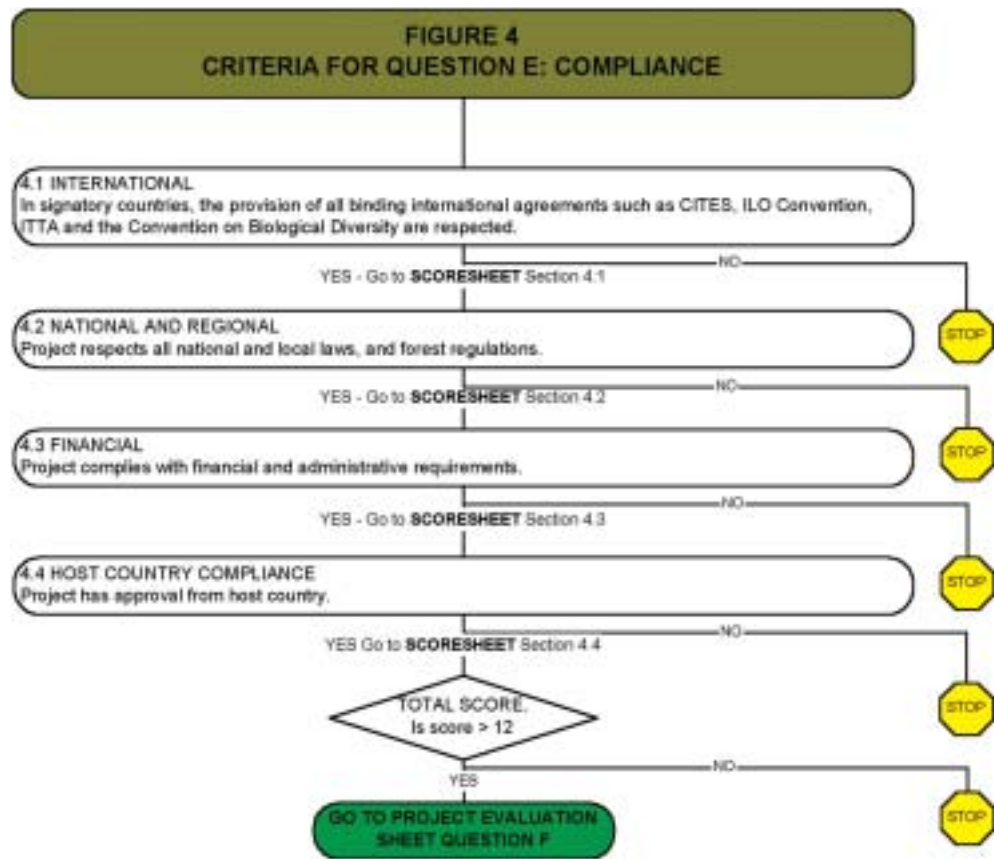 FIGURE 4
CRITERIA FOR QUESTION E: COMPLIANCE
4.1 INTERNATIONAL
In signatory countries, the provision of all binding international agreements such as CITES, ILO Convention,
ITTA and the Convention on Biological Diversity are respected.
NO
YES - Go to SCORESHEET Section 4.1
STOP
4.2 NATIONAL AND REGIONAL
Project respects all national and local laws, and forest regulations.
NO
YES - Go to SCORESHEET Section 4.2
STOP
4.3 FINANCIAL
Project complies with financial and administrative requirements.
NO
YES - Go to SCORESHEET Section 4.3
STOP
4.4 HOST COUNTRY COMPLIANCE
Project has approval from host country.
NO
YES Go to SCORESHEET Section 4.4
STOP
TOTAL SCORE.
Is score > 12
NO
YES
STOP
GO TO PROJECT EVALUATION
SHEET QUESTION F